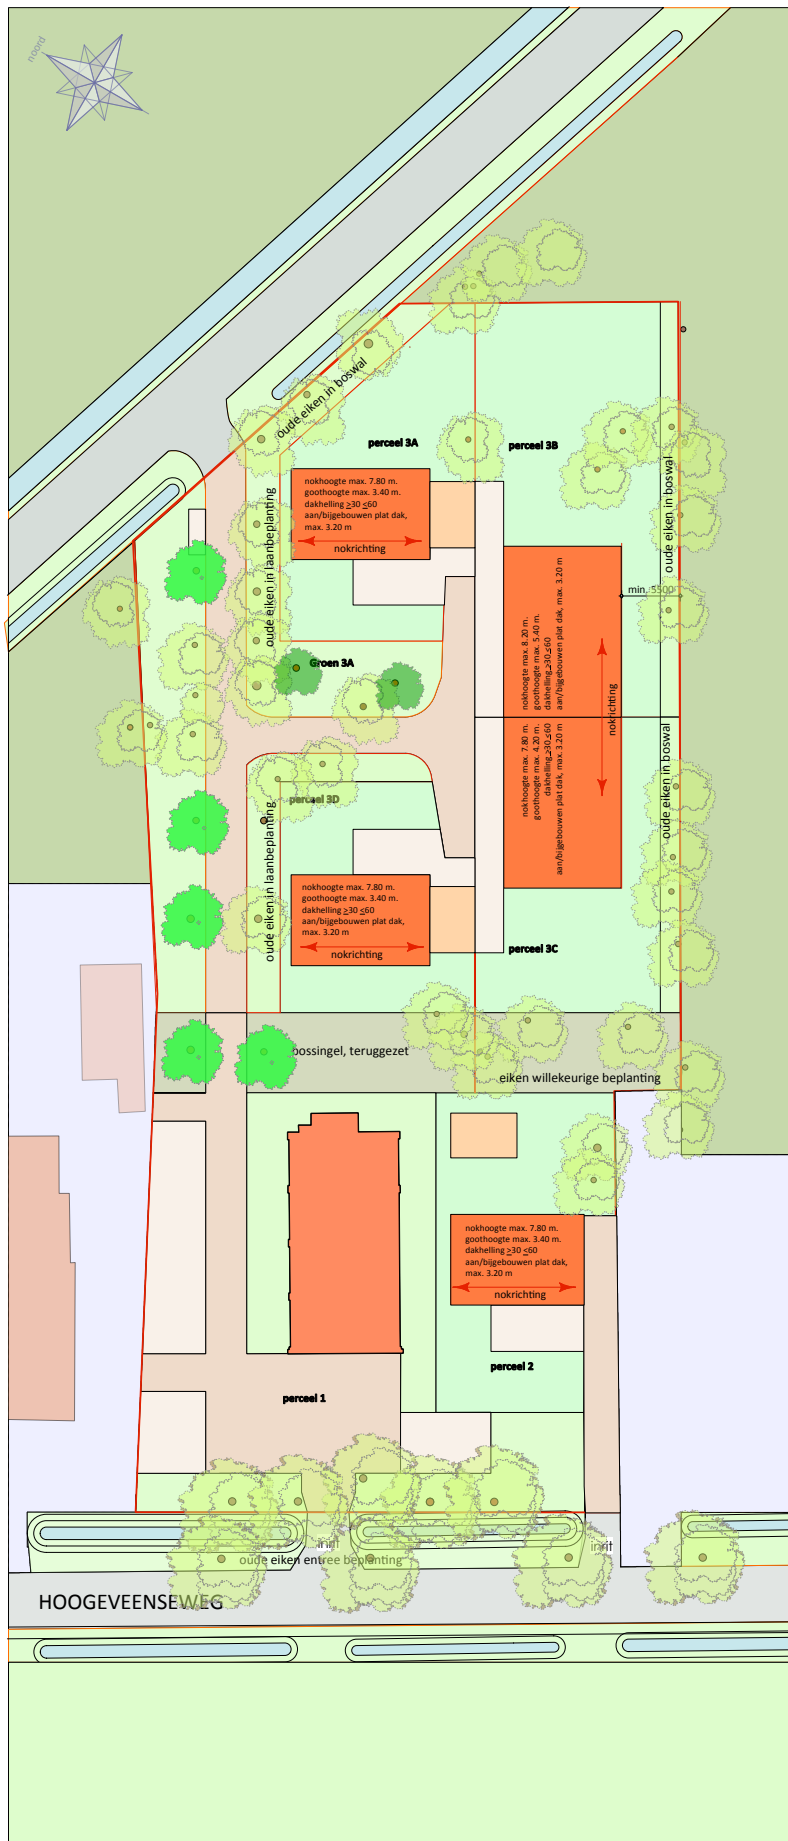 noord
oude eiken in boswal
perceel 3A
perceel 3B
nokhoogte max. 7.80 m.
goothoogte max. 3.40 m.
dakhelling ≥30 ≤60
aan/bijgebouwen plat dak,
max. 3.20 m
nokrichting
oude eiken in laanbeplanting
oude eiken in boswal
min. 5500
nokhoogte max. 8.20 m.
goothoogte max. 5.40 m.
dakhelling ≥30 ≤60
aan/bijgebouwen plat dak, max. 3.20 m
nokrichting
Groen 3A
nokhoogte max. 7.80 m.
goothoogte max. 4.20 m.
dakhelling ≥30 ≤60
aan/bijgebouwen plat dak, max. 3.20 m
oude eiken in boswal
perceel 3D
oude eiken in laanbeplanting
nokhoogte max. 7.80 m.
goothoogte max. 3.40 m.
dakhelling ≥30 ≤60
aan/bijgebouwen plat dak,
max. 3.20 m
nokrichting
perceel 3C
bossingel, teruggezet
eiken willekeurige beplanting
nokhoogte max. 7.80 m.
goothoogte max. 3.40 m.
dakhelling ≥30 ≤60
aan/bijgebouwen plat dak,
max. 3.20 m
nokrichting
perceel 2
perceel 1
inrit
inrit
oude eiken entree beplanting
HOOGEVEENSEWEG